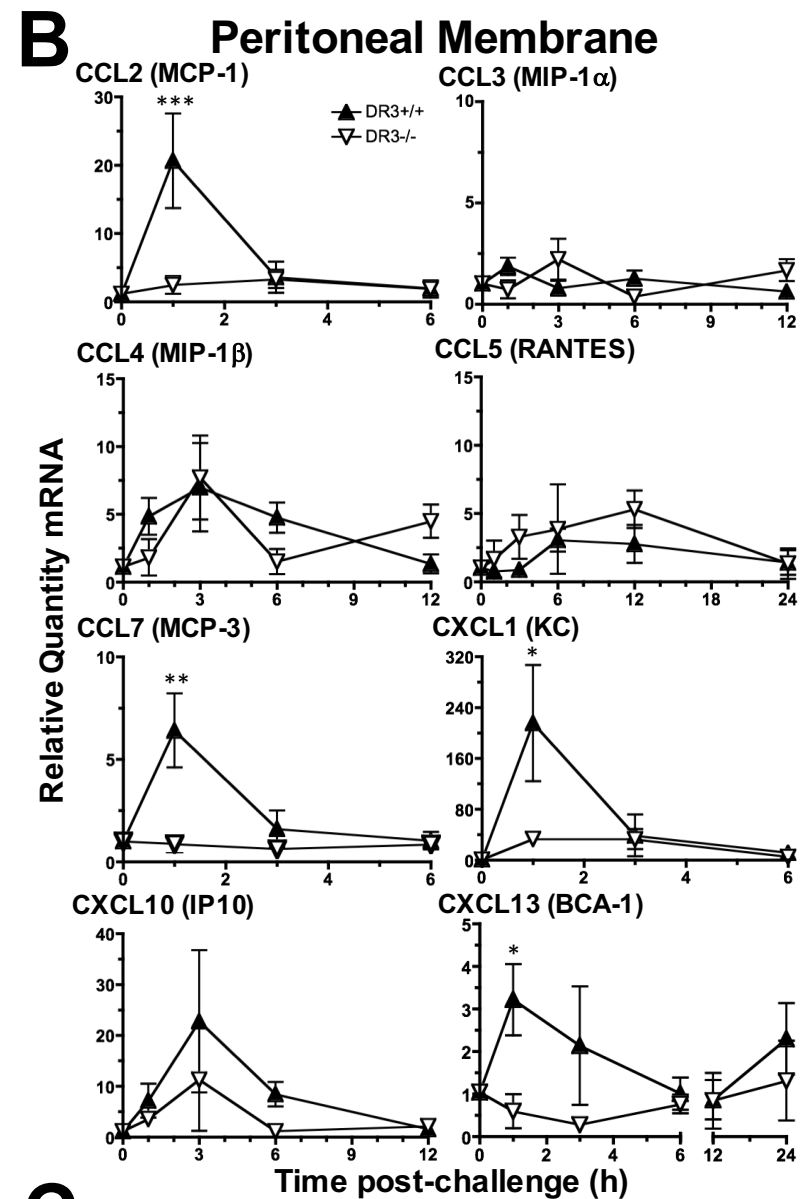 B Peritoneal Membrane
CCL2 (MCP-1)
30
20
10
0
0 2 4 6
***
DR3+/+
DR3-/-
CCL3 (MIP-1α)
10
5
0
0 3 6 9 12
CCL4 (MIP-1β)
15
10
5
0
0 3 6 9 12
CCL5 (RANTES)
15
10
5
0
0 6 12 18 24
Relative Quantity mRNA
CCL7 (MCP-3)
10
5
0
0 2 4 6
**
CXCL1 (KC)
320
240
160
80
0
0 2 4 6
*
CXCL10 (IP10)
40
30
20
10
0
0 3 6 9 12
CXCL13 (BCA-1)
5
4
3
2
1
0
0 2 4 6 12 24
*
Time post-challenge (h)